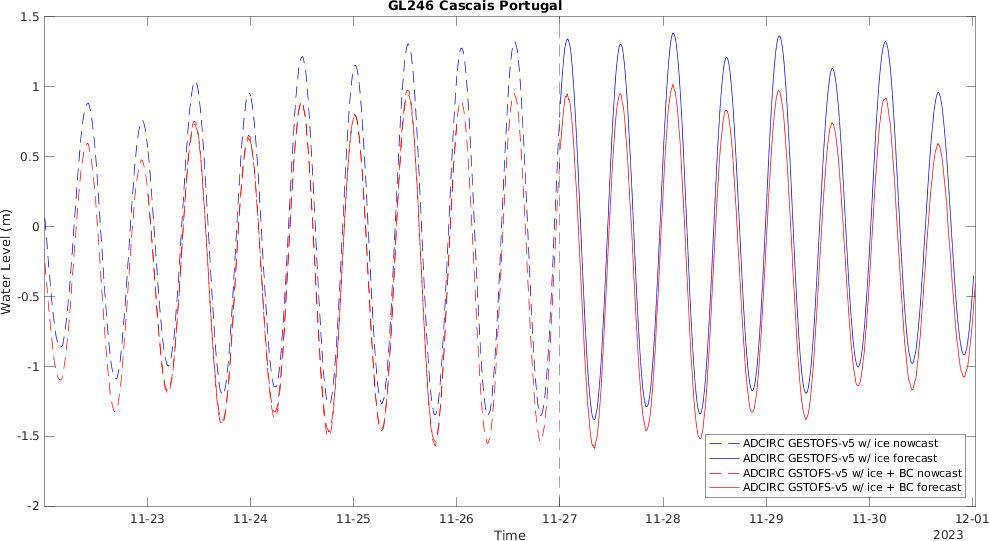 GL246 Cascais Portugal
1.5
1
0.5
0
-0.5
-1
-1.5
-2
Water Level (m)
11-23
11-24
11-25
11-26
11-27
11-28
11-29
11-30
12-01
2023
Time
ADCIRC GESTOFS-v5 w/ ice nowcast
ADCIRC GESTOFS-v5 w/ ice forecast
ADCIRC GSTOFS-v5 w/ ice + BC nowcast
ADCIRC GSTOFS-v5 w/ ice + BC forecast